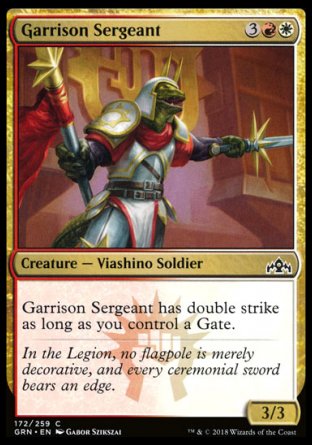 Garrison Sergeant 3
Creature — Viashino Soldier
Garrison Sergeant has double strike
as long as you control a Gate.
In the Legion, no flagpole is merely
decorative, and every ceremonial sword
bears an edge.
3/3
172/259 C
GRN • EN Gabor Szikszai
™ & © 2018 Wizards of the Coast